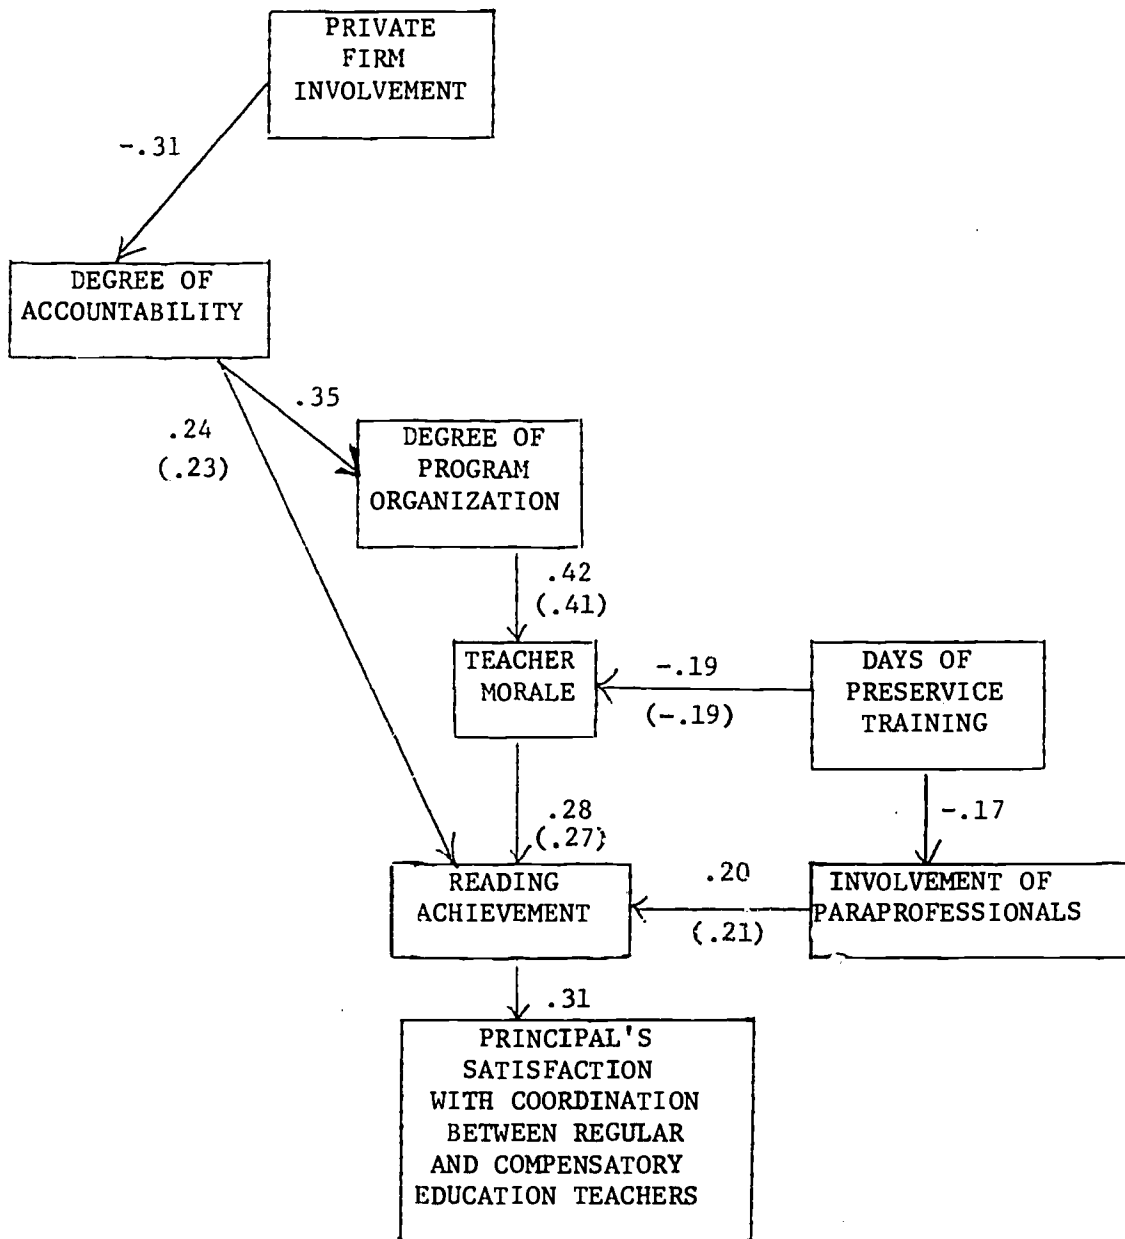 PRIVATE
FIRM
INVOLVEMENT
-.31
DEGREE OF
ACCOUNTABILITY
.35
.24
(.23)
DEGREE OF
PROGRAM
ORGANIZATION
.42
(.41)
TEACHER
MORALE
-.19
(-.19)
DAYS OF
PRESERVICE
TRAINING
-.17
.28
(.27)
READING
ACHIEVEMENT
.20
(.21)
INVOLVEMENT OF
PARAPROFESSIONALS
.31
PRINCIPAL'S
SATISFACTION
WITH COORDINATION
BETWEEN REGULAR
AND COMPENSATORY
EDUCATION TEACHERS